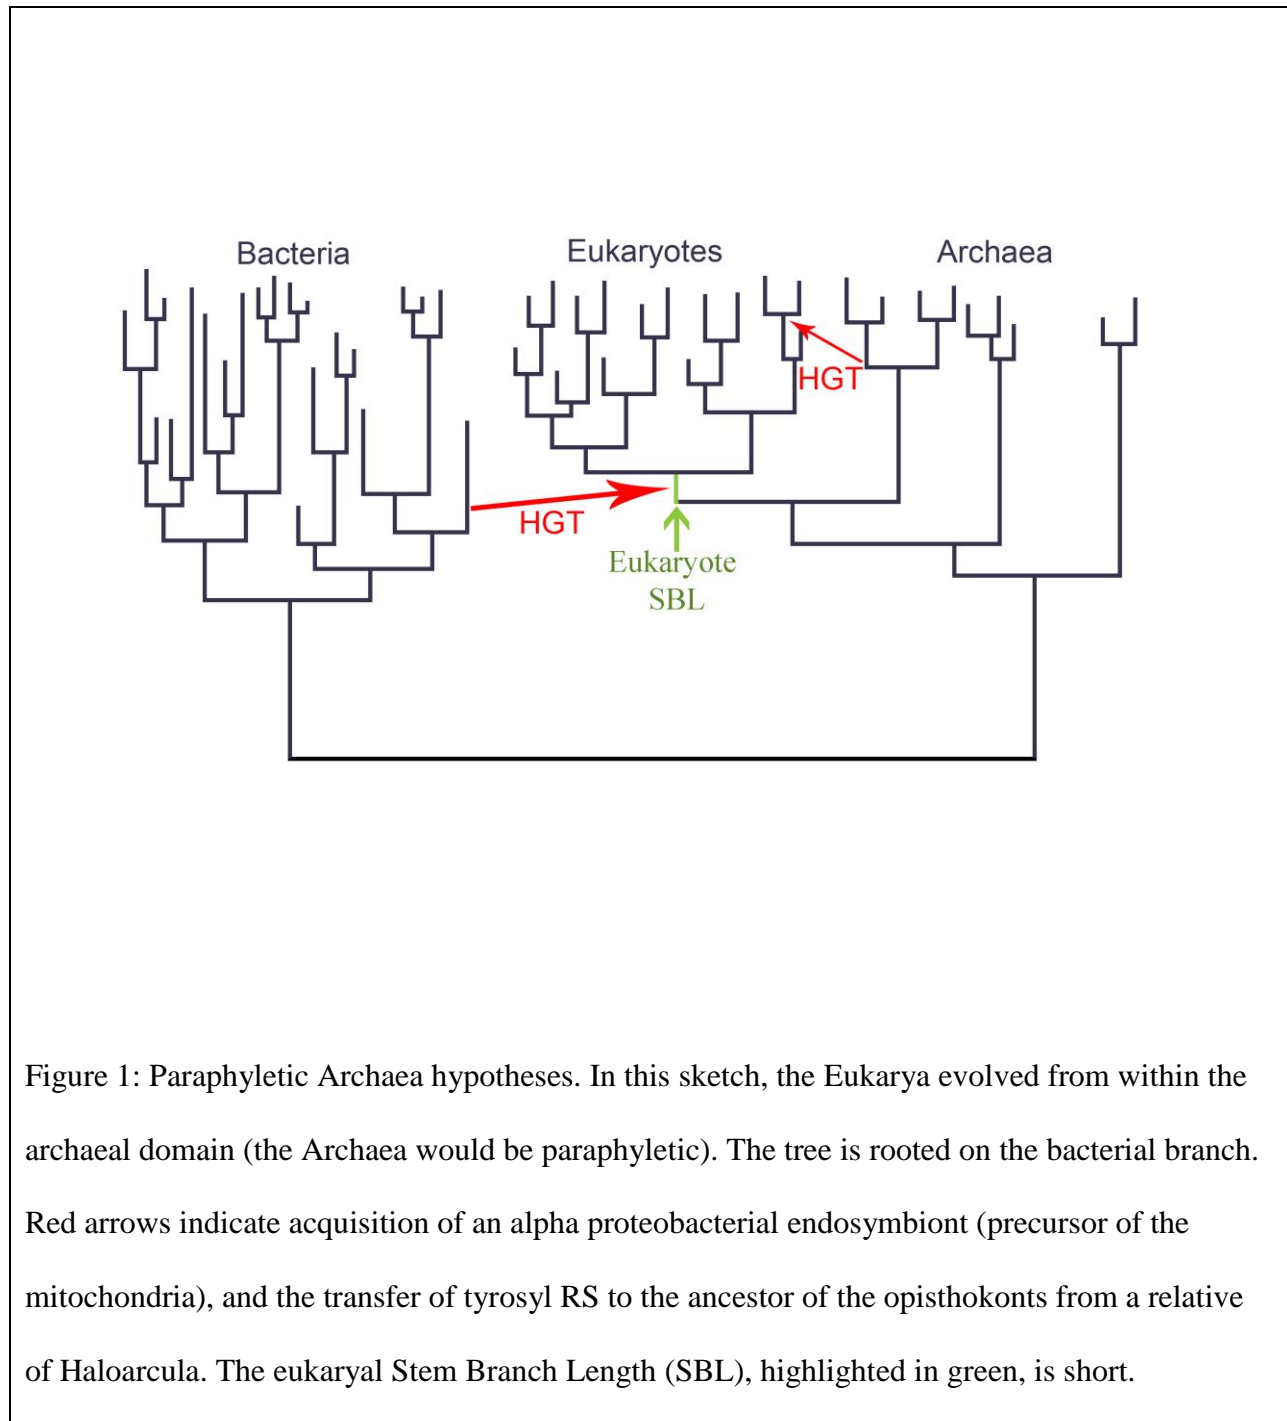 Bacteria
Eukaryotes
Archaea
HGT
HGT
Eukaryote
SBL
Figure 1: Paraphyletic Archaea hypotheses. In this sketch, the Eukarya evolved from within the
archaeal domain (the Archaea would be paraphyletic). The tree is rooted on the bacterial branch.
Red arrows indicate acquisition of an alpha proteobacterial endosymbiont (precursor of the
mitochondria), and the transfer of tyrosyl RS to the ancestor of the opisthokonts from a relative
of Haloarcula. The eukaryal Stem Branch Length (SBL), highlighted in green, is short.